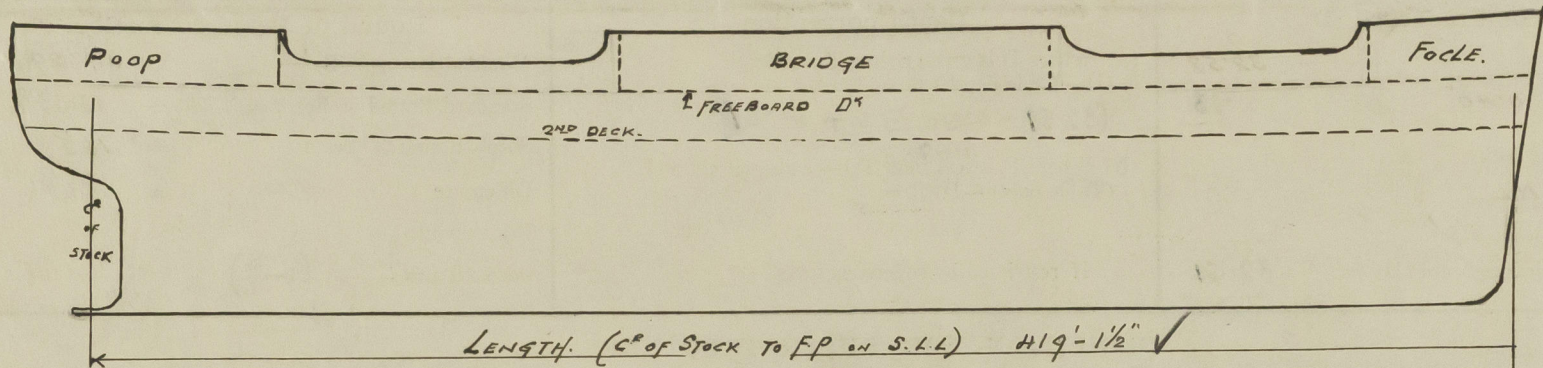 POOP
BRIDGE
FOCLE.
FREEBOARD Dᴷ
2ND DECK.
Cᴿ
OF
STOCK
LENGTH. (Cᴿ OF STOCK TO F.P ON S.L.L) 419'-1½" ✓